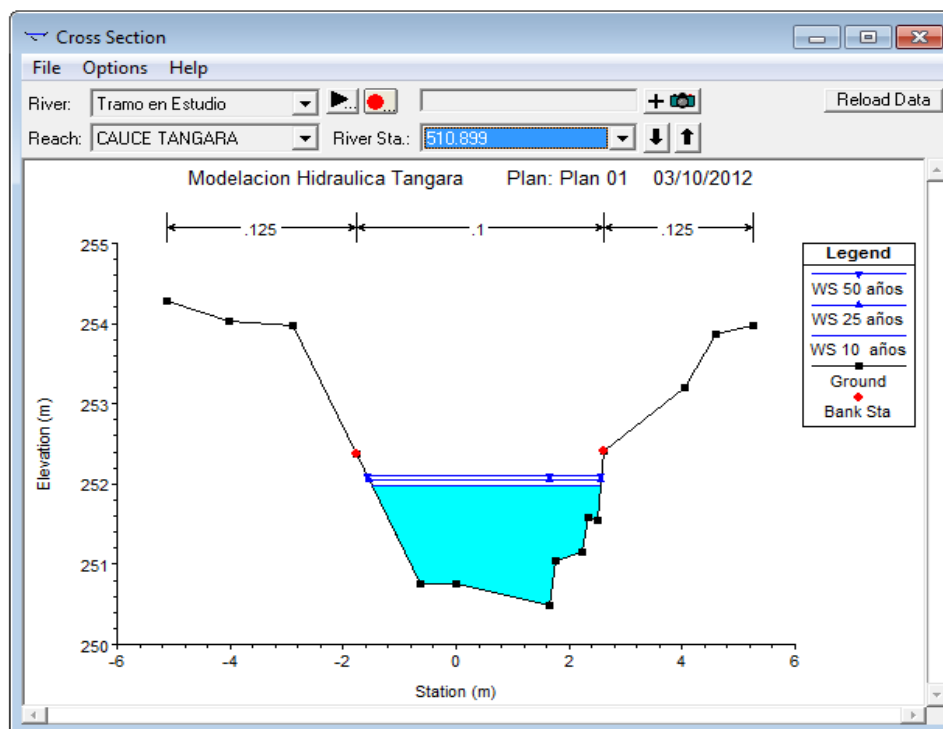 Cross Section
File Options Help
River: Tramo en Estudio Reload Data
Reach: CAUCE TANGARA River Sta.: 510.899
Modelacion Hidraulica Tangara Plan: Plan 01 03/10/2012
.125 .1 .125
Legend
WS 50 años
WS 25 años
WS 10 años
Ground
Bank Sta
Elevation (m)
255
254
253
252
251
250
-6 -4 -2 0 2 4 6
Station (m)